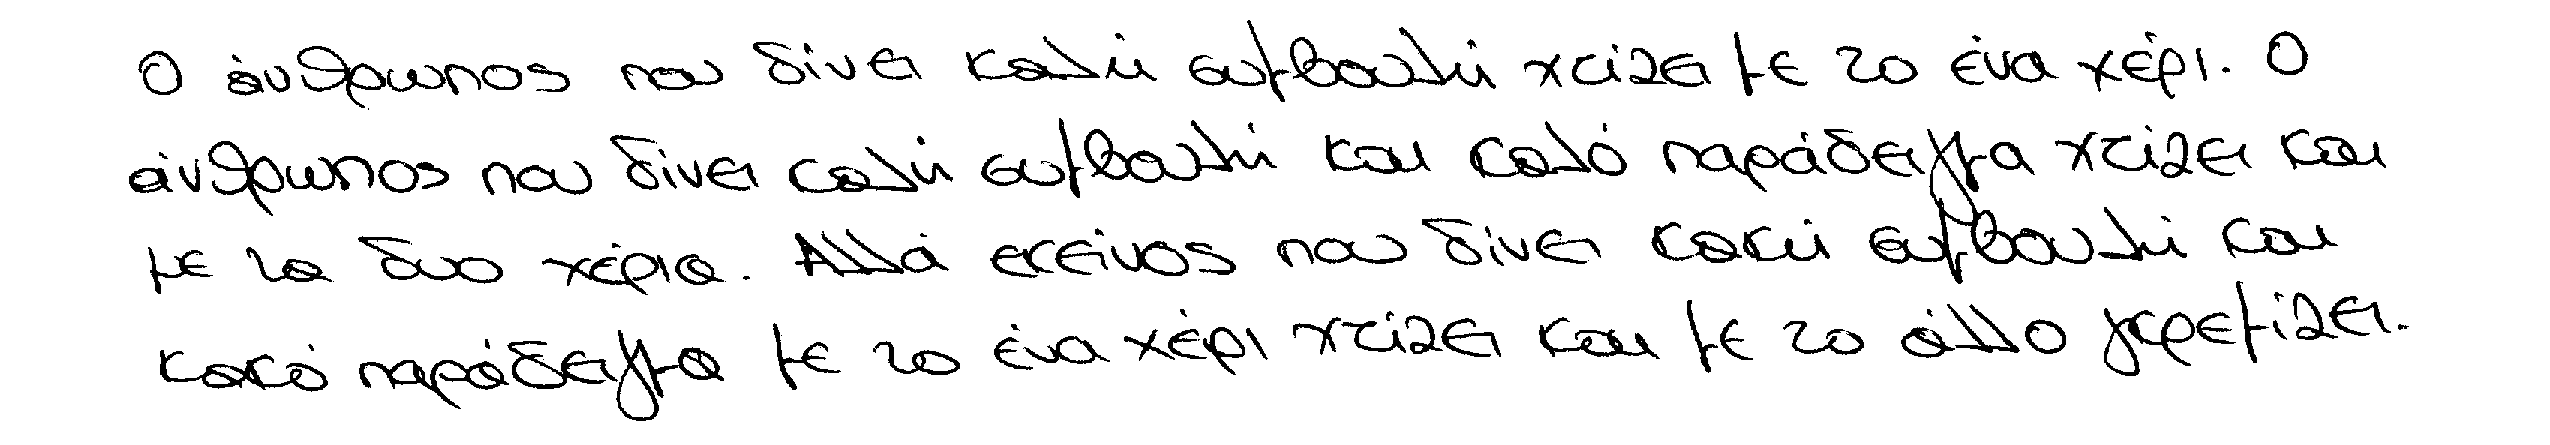 Ο άνθρωπος που δίνει καλή συμβουλή χτίζει με το ένα χέρι. Ο
άνθρωπος που δίνει καλή συμβουλή και καλό παράδειγμα χτίζει και
με τα δυο χέρια. Αλλά εκείνος που δίνει κακή συμβουλή και
κακό παράδειγμα με το ένα χέρι χτίζει και με το άλλο γκρεμίζει.